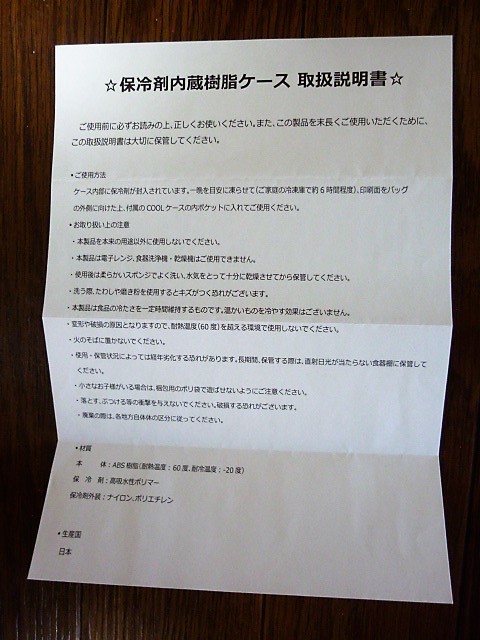 ☆保冷剤内蔵樹脂ケース 取扱説明書☆
ご使用前に必ずお読みの上、正しくお使いください。また、この製品を末長くご使用いただくために、
この取扱説明書は大切に保管してください。
*ご使用方法
ケース内部に保冷剤が封入されています。一晩を目安に凍らせて(ご家庭の冷凍庫で約6時間程度)、印刷面をバッグ
の外側に向けた上、付属のCOOLケースの内ポケットに入れてご使用ください。
*お取り扱い上の注意
・本製品を本来の用途以外に使用しないでください。
・本製品は電子レンジ、食器洗浄機・乾燥機はご使用できません。
・使用後は柔らかいスポンジでよく洗い、水気をとって十分に乾燥させてから保管してください。
・洗う際、たわしや磨き粉を使用するとキズがつく恐れがございます。
・本製品は食品の冷たさを一定時間維持するものです。温かいものを冷やす効果はございません。
・変形や破損の原因となりますので、耐熱温度(60度)を超える環境で使用しないでください。
・火のそばに置かないでください。
・使用・保管状況によっては経年劣化する恐れがあります。長期間、保管する際は、直射日光が当たらない食器棚に保管して
ください。
・小さなお子様がいる場合は、梱包用のポリ袋で遊ばせないようにご注意ください。
・落とす、ぶつける等の衝撃を与えないでください。破損する恐れがございます。
・廃棄の際は、各地方自体体の区分に従ってください。
*材質
本 体:ABS樹脂(耐熱温度:60度、耐冷温度:-20度)
保 冷 剤:高吸水性ポリマー
保冷剤外装:ナイロン、ポリエチレン
*生産国
日本